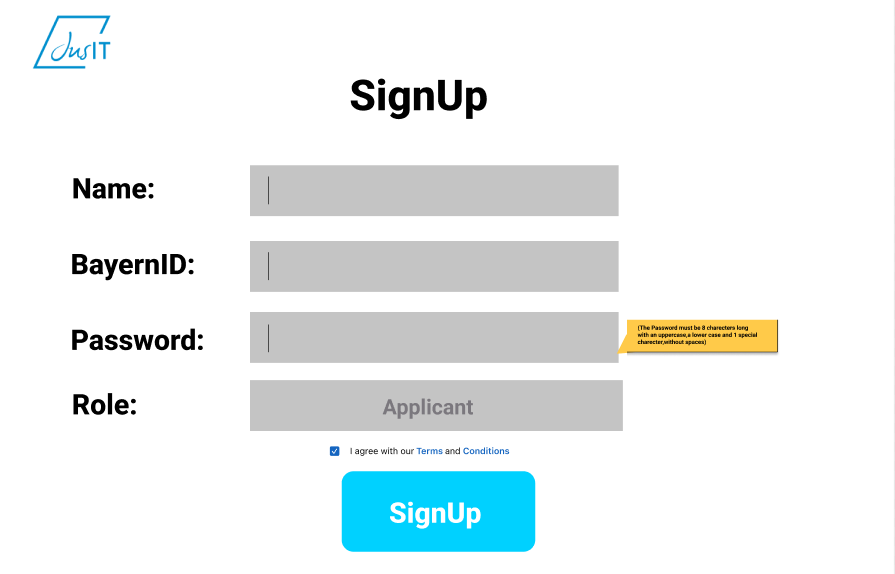 JusIT
SignUp
Name:
BayernID:
Password:
(The Password must be 8 charecters long
with an uppercase,a lower case and 1 special
charecter,without spaces)
Role:
Applicant
I agree with our Terms and Conditions
SignUp